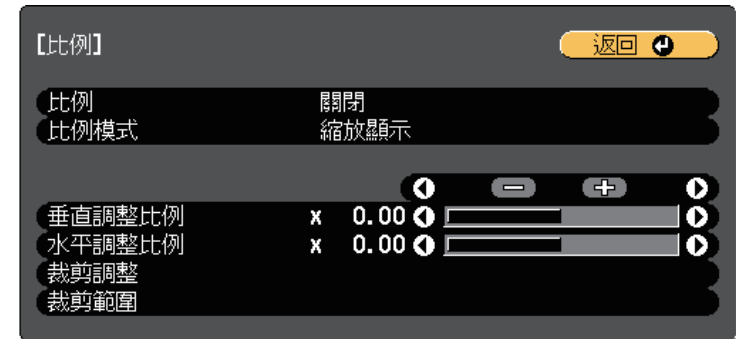 【比例】
返回
比例 關閉
比例模式 縮放顯示
垂直調整比例 x 0.00
水平調整比例 x 0.00
裁剪調整
裁剪範圍